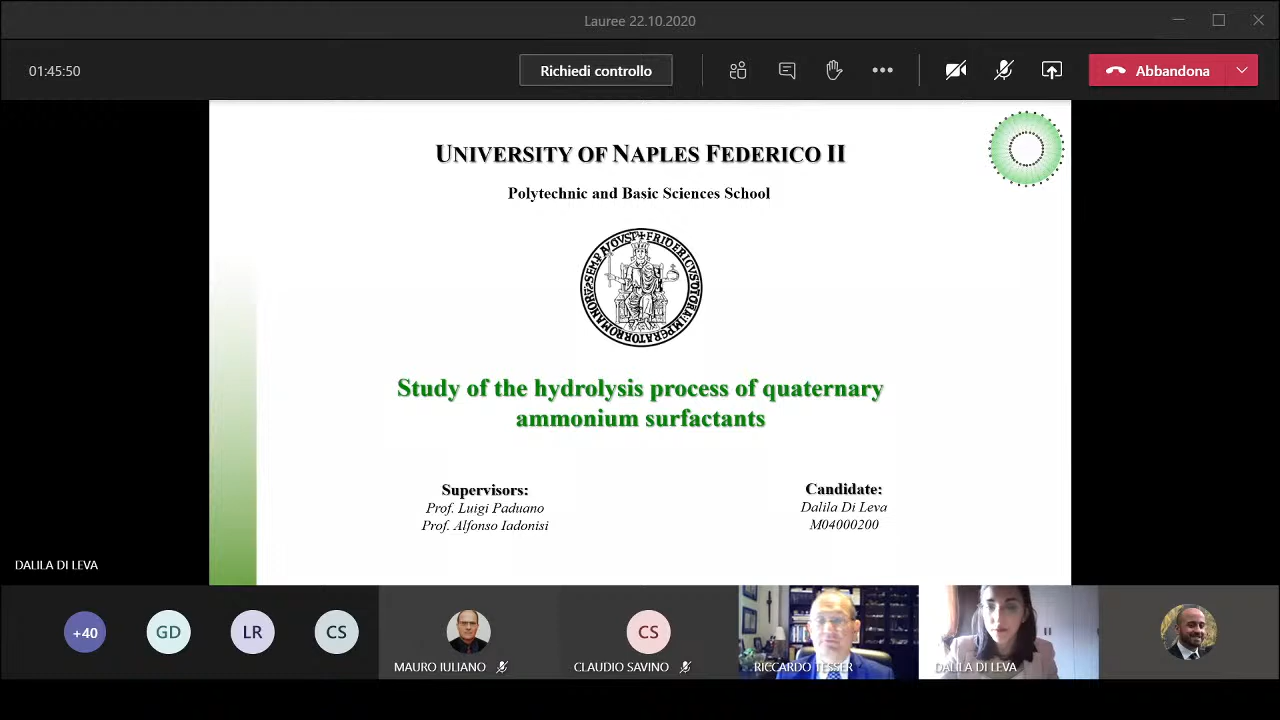 Lauree 22.10.2020
01:45:50
Richiedi controllo
Abbandona
UNIVERSITY OF NAPLES FEDERICO II
Polytechnic and Basic Sciences School
Study of the hydrolysis process of quaternary
ammonium surfactants
Supervisors:
Prof. Luigi Paduano
Prof. Alfonso Iadonisi
Candidate:
Dalila Di Leva
M04000200
DALILA DI LEVA
+40
GD
LR
CS
CS
MAURO IULIANO
CLAUDIO SAVINO
RICCARDO TESSER
DALILA DI LEVA